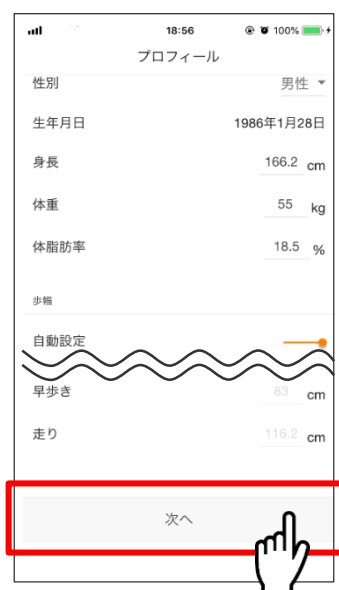 18:56 100%
プロフィール
性別 男性
生年月日 1986年1月28日
身長 166.2 cm
体重 55 kg
体脂肪率 18.5 %
歩幅
自動設定
早歩き 83 cm
走り 116.2 cm
次へ